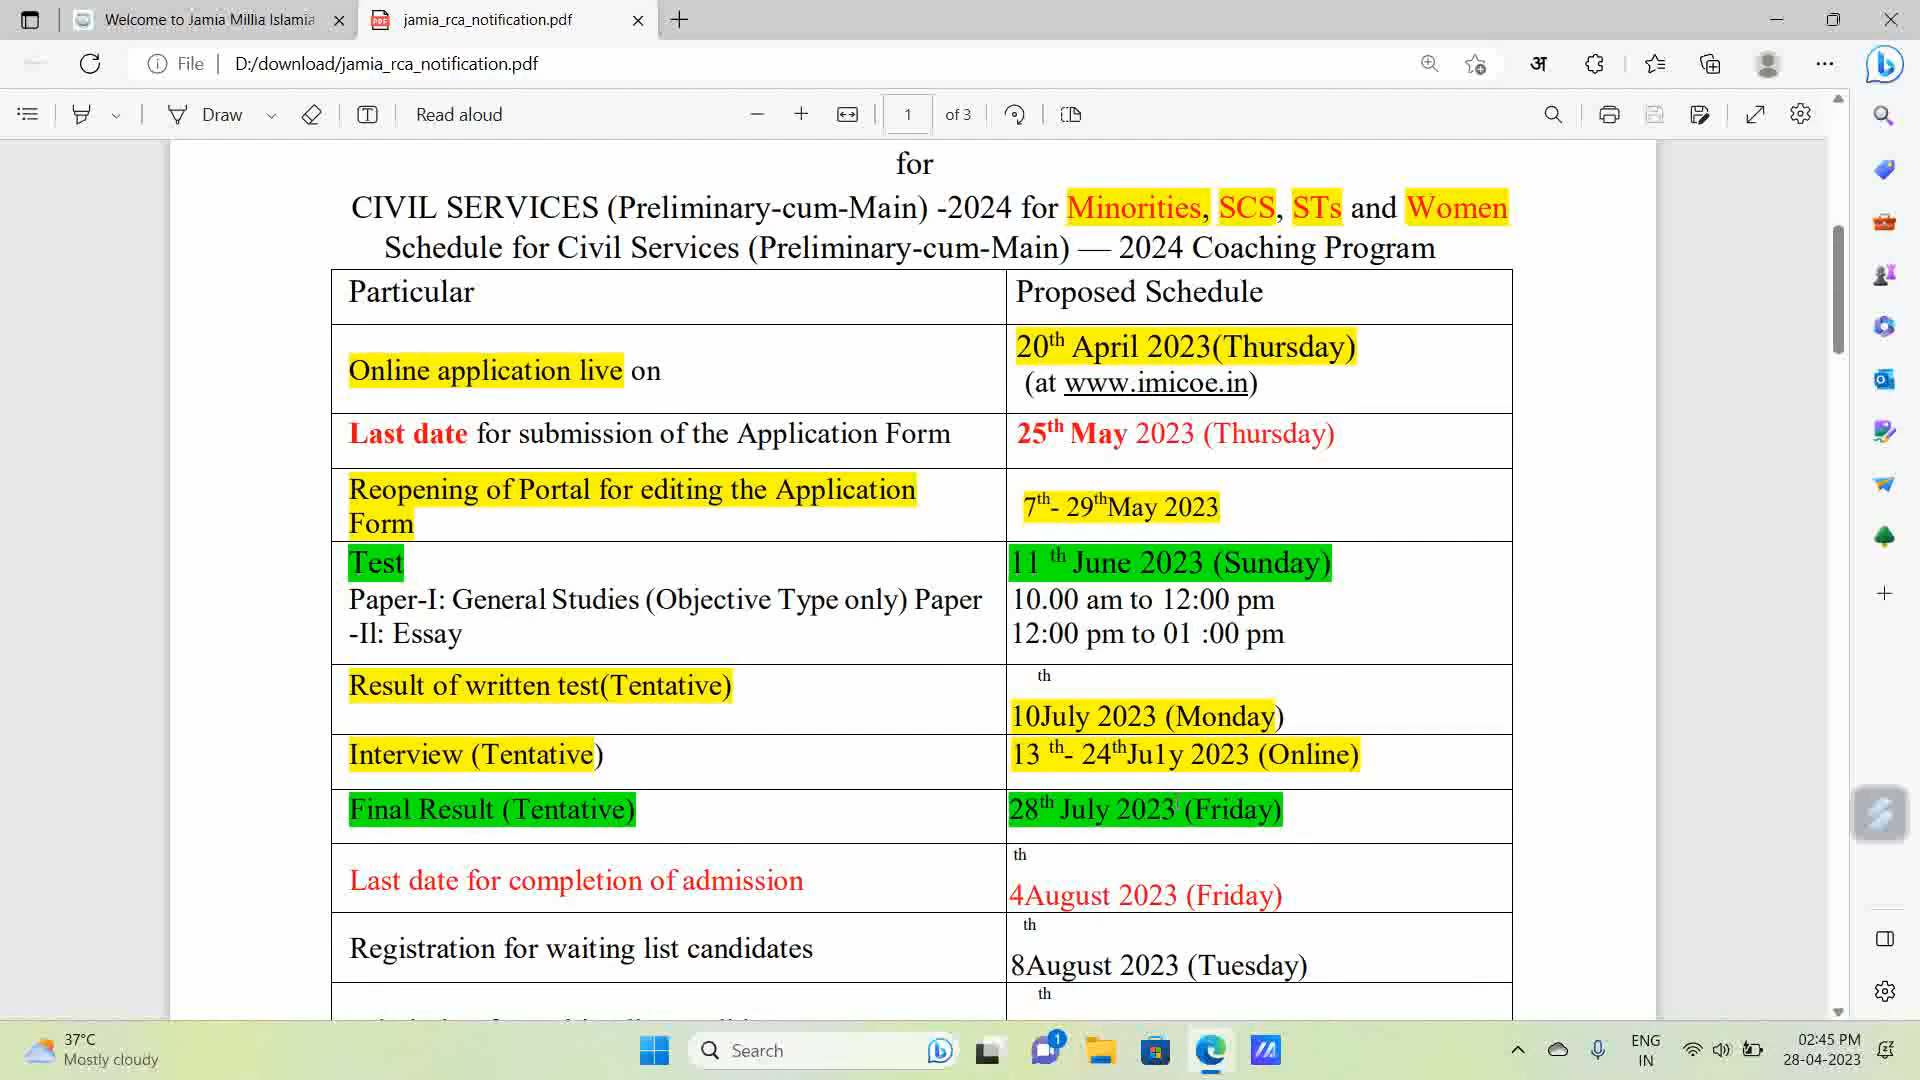 Welcome to Jamia Millia Islamia
jamia_rca_notification.pdf
File
D:/download/jamia_rca_notification.pdf
अ
Draw
T
Read aloud
1
of 3
for
CIVIL SERVICES (Preliminary-cum-Main) -2024 for Minorities, SCS, STs and Women
Schedule for Civil Services (Preliminary-cum-Main) — 2024 Coaching Program
Particular
Proposed Schedule
Online application live on
20th April 2023(Thursday)
(at www.imicoe.in)
Last date for submission of the Application Form
25th May 2023 (Thursday)
Reopening of Portal for editing the Application
Form
7th- 29thMay 2023
Test
11 th June 2023 (Sunday)
Paper-I: General Studies (Objective Type only) Paper
10.00 am to 12:00 pm
-Il: Essay
12:00 pm to 01 :00 pm
Result of written test(Tentative)
th
10July 2023 (Monday)
Interview (Tentative)
13 th- 24thJu1y 2023 (Online)
Final Result (Tentative)
28th July 2023 (Friday)
Last date for completion of admission
th
4August 2023 (Friday)
Registration for waiting list candidates
th
8August 2023 (Tuesday)
th
37°C
Mostly cloudy
Search
1
ENG
IN
02:45 PM
28-04-2023